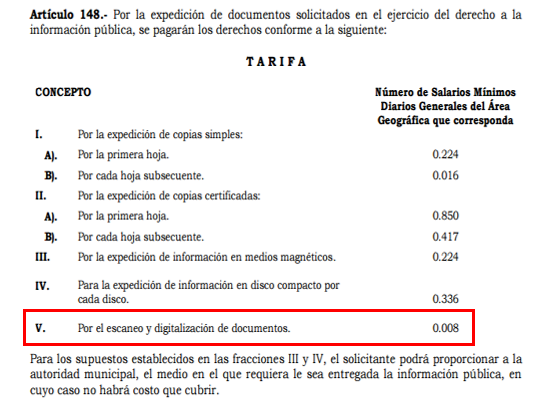 Artículo 148.- Por la expedición de documentos solicitados en el ejercicio del derecho a la
información pública, se pagarán los derechos conforme a la siguiente:
T A R I F A
CONCEPTO Número de Salarios Mínimos
Diarios Generales del Área
Geográfica que corresponda
I. Por la expedición de copias simples:
A). Por la primera hoja. 0.224
B). Por cada hoja subsecuente. 0.016
II. Por la expedición de copias certificadas:
A). Por la primera hoja. 0.850
B). Por cada hoja subsecuente. 0.417
III. Por la expedición de información en medios magnéticos. 0.224
IV. Para la expedición de información en disco compacto por
cada disco. 0.336
V. Por el escaneo y digitalización de documentos. 0.008
Para los supuestos establecidos en las fracciones III y IV, el solicitante podrá proporcionar a la
autoridad municipal, el medio en el que requiera le sea entregada la información pública, en
cuyo caso no habrá costo que cubrir.